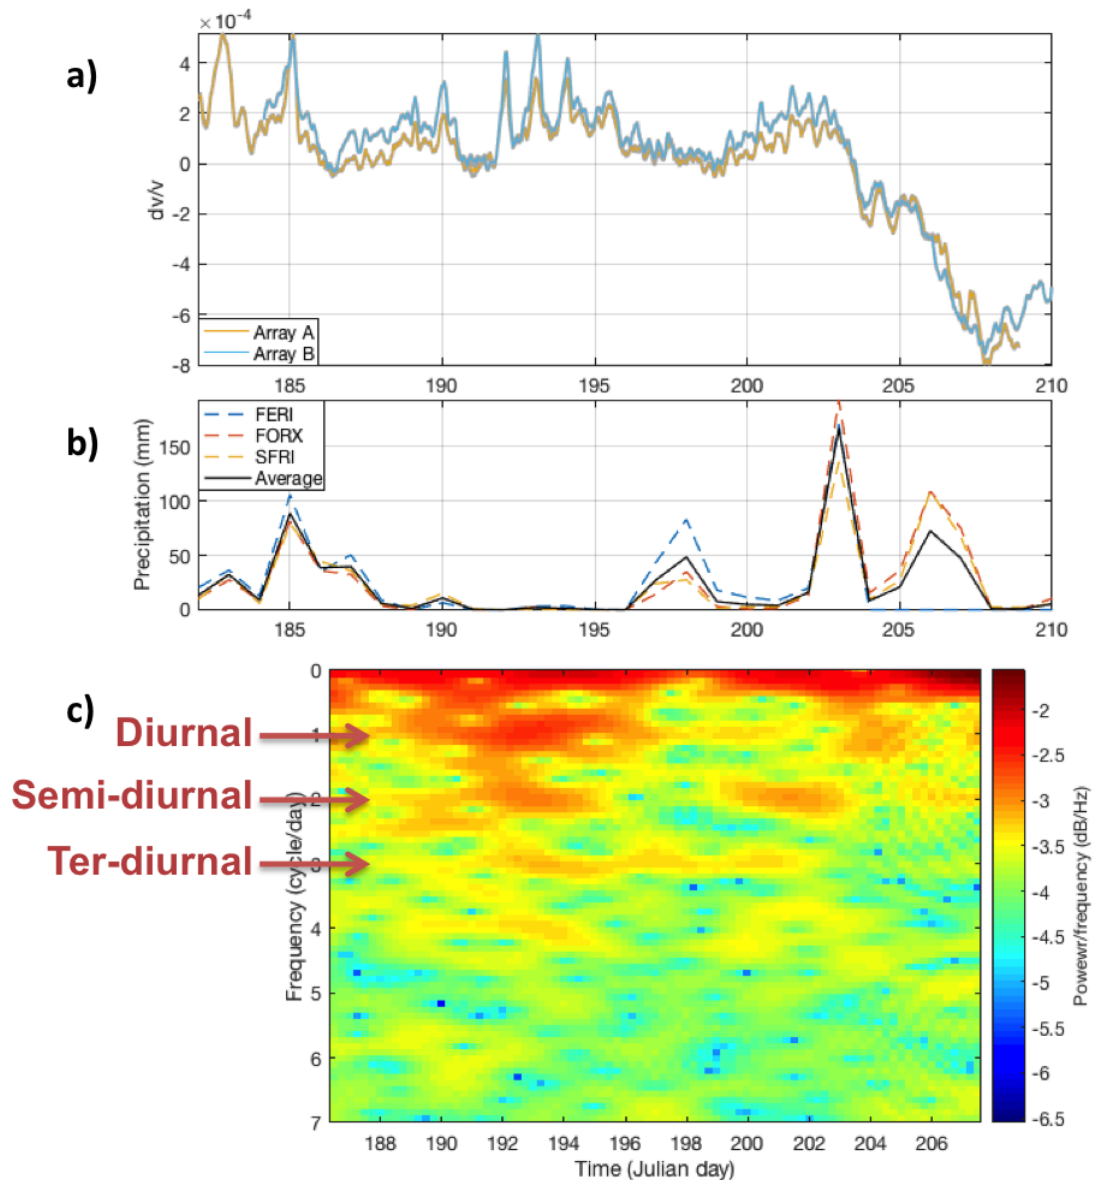 a)
× 10⁻⁴
4
2
0
-2
-4
-6
-8
dv/v
Array A
Array B
185 190 195 200 205 210
b)
FERI
FORX
SFRI
Average
150
100
50
0
Precipitation (mm)
185 190 195 200 205 210
c)
Diurnal
Semi-diurnal
Ter-diurnal
0
1
2
3
4
5
6
7
Frequency (cycle/day)
188 190 192 194 196 198 200 202 204 206
Time (Julian day)
-2
-2.5
-3
-3.5
-4
-4.5
-5
-5.5
-6
-6.5
Powewr/frequency (dB/Hz)